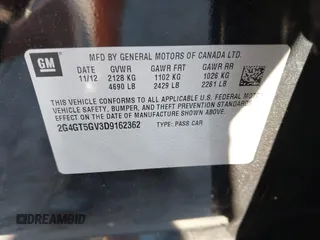 GM
MFD BY GENERAL MOTORS OF CANADA LTD.
11/12 GVWR GAWR FRT GAWR RR
2128 KG 1102 KG 1026 KG
4690 LB 2429 LB 2261 LB
THIS VEHICLE CONFORMS TO ALL APPLICABLE U.S. FEDERAL MOTOR
VEHICLE SAFETY, BUMPER, AND THEFT PREVENTION STANDARDS
IN EFFECT ON THE DATE OF MANUFACTURE SHOWN ABOVE.
2G4GT5GV3D9162362 TYPE: PASS CAR
DREAMBID